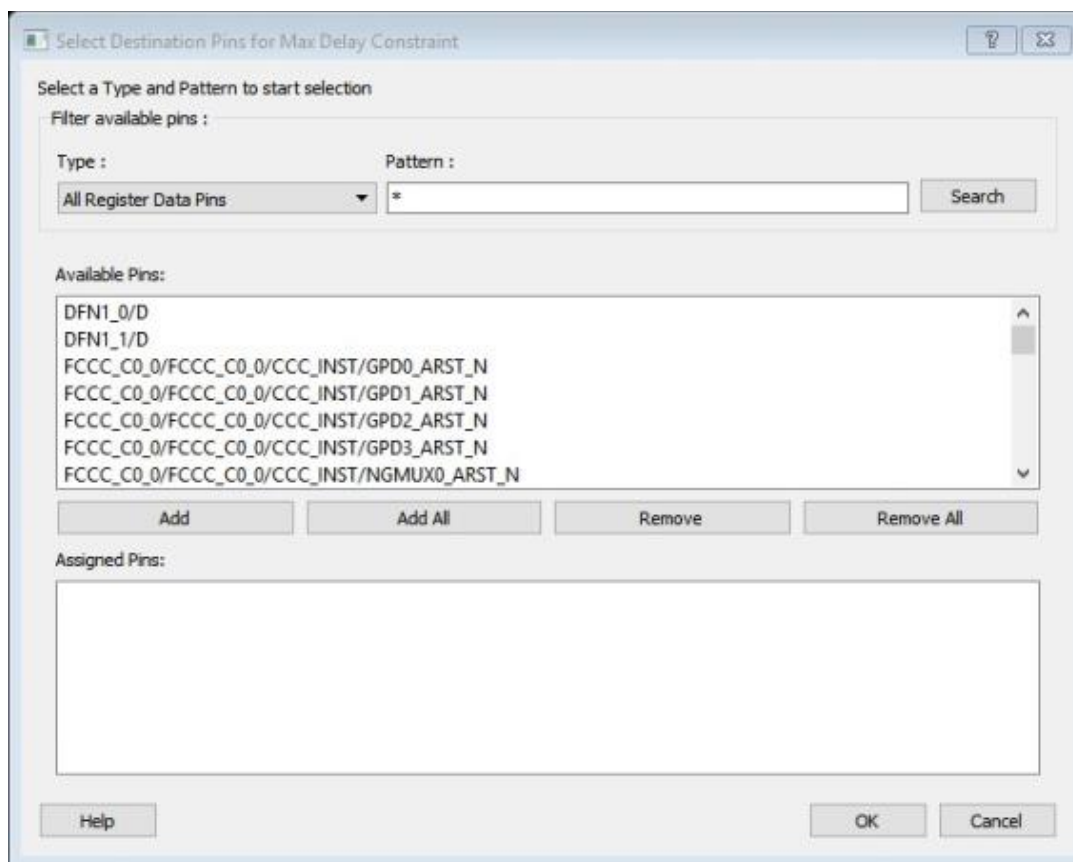 Select Destination Pins for Max Delay Constraint
Select a Type and Pattern to start selection
Filter available pins :
Type : Pattern :
All Register Data Pins * Search
Available Pins:
DFN1_0/D
DFN1_1/D
FCCC_C0_0/FCCC_C0_0/CCC_INST/GPD0_ARST_N
FCCC_C0_0/FCCC_C0_0/CCC_INST/GPD1_ARST_N
FCCC_C0_0/FCCC_C0_0/CCC_INST/GPD2_ARST_N
FCCC_C0_0/FCCC_C0_0/CCC_INST/GPD3_ARST_N
FCCC_C0_0/FCCC_C0_0/CCC_INST/NGMUX0_ARST_N
Add Add All Remove Remove All
Assigned Pins:
Help OK Cancel